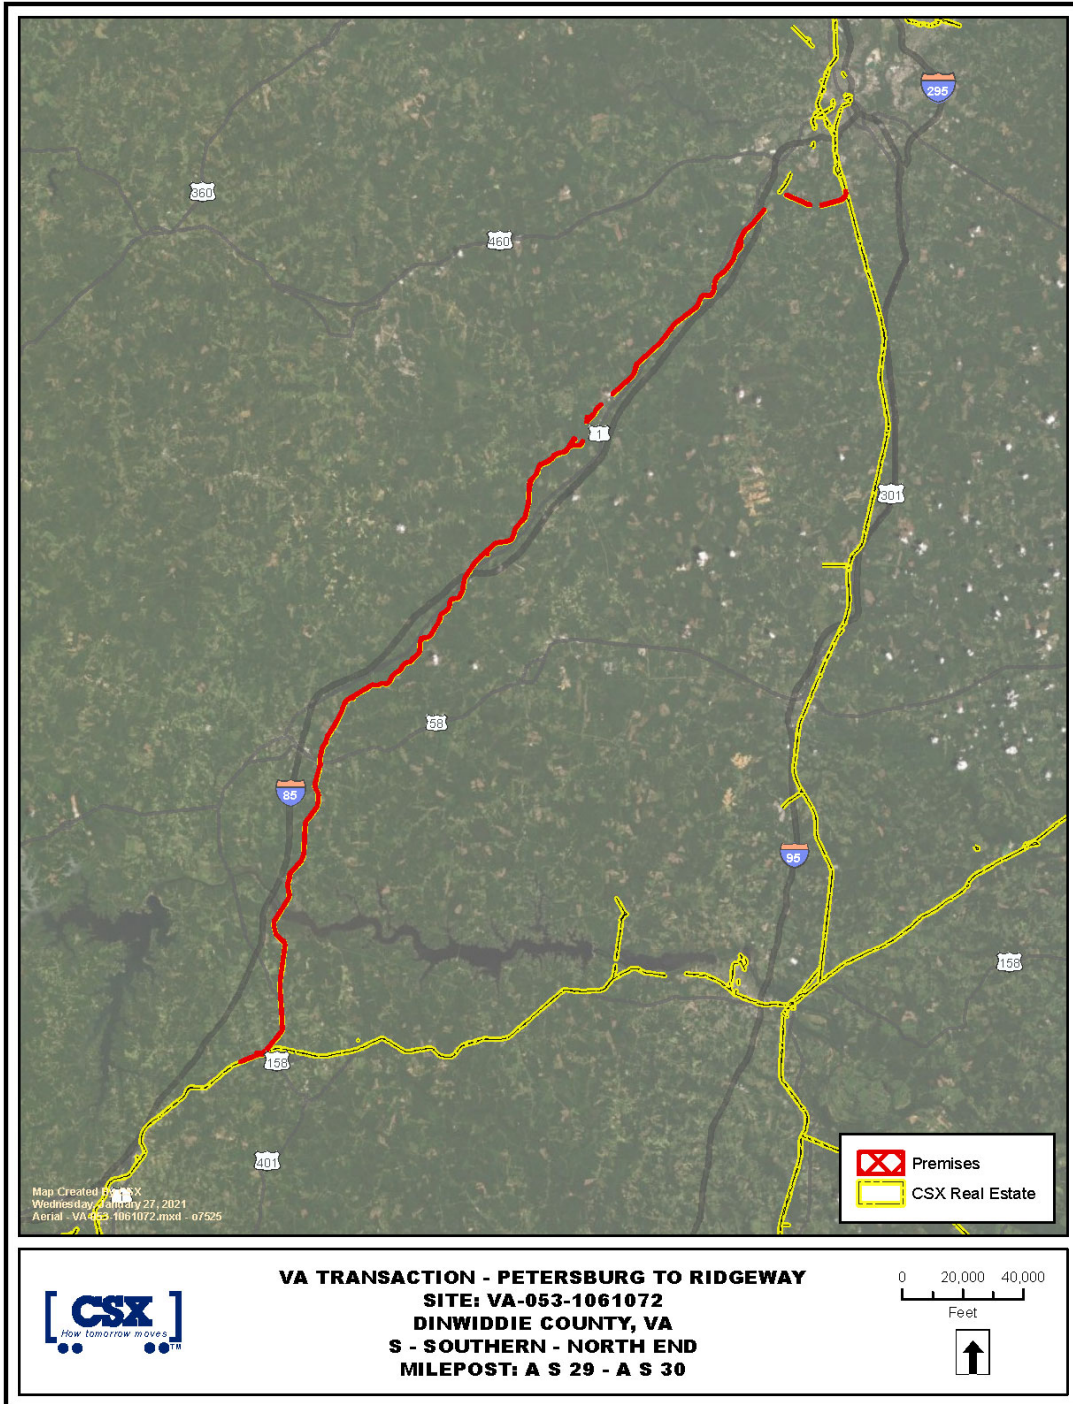 295
360
460
1
301
58
85
95
158
158
401
Premises
CSX Real Estate
Map Created
Wednesday, January 27, 2021
Aerial - VA-053-1061072.mxd - o7525
VA TRANSACTION - PETERSBURG TO RIDGEWAY
SITE: VA-053-1061072
DINWIDDIE COUNTY, VA
S - SOUTHERN - NORTH END
MILEPOST: A S 29 - A S 30
CSX
How tomorrow moves
TM
0 20,000 40,000
Feet